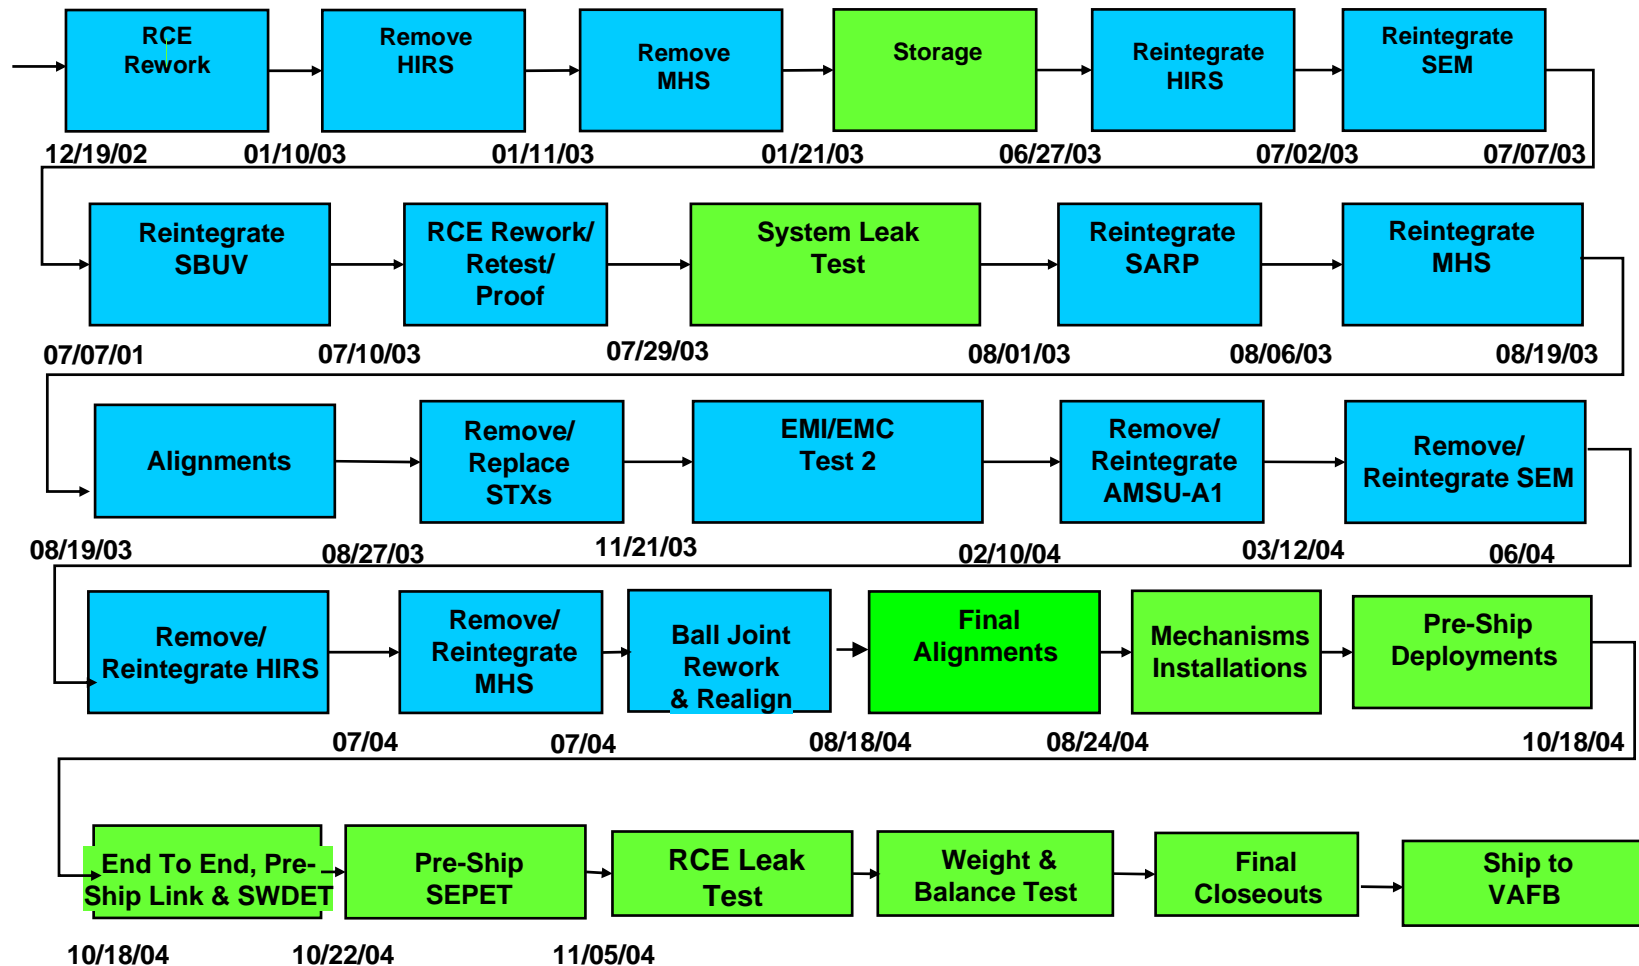 RCE
Rework
Remove
HIRS
Remove
MHS
Storage
Reintegrate
HIRS
Reintegrate
SEM
12/19/02
01/10/03
01/11/03
01/21/03
06/27/03
07/02/03
07/07/03
Reintegrate
SBUV
RCE Rework/
Retest/
Proof
System Leak
Test
Reintegrate
SARP
Reintegrate
MHS
07/07/01
07/10/03
07/29/03
08/01/03
08/06/03
08/19/03
Alignments
Remove/
Replace
STXs
EMI/EMC
Test 2
Remove/
Reintegrate
AMSU-A1
Remove/
Reintegrate SEM
08/19/03
08/27/03
11/21/03
02/10/04
03/12/04
06/04
Remove/
Reintegrate HIRS
Remove/
Reintegrate
MHS
Ball Joint
Rework
& Realign
Final
Alignments
Mechanisms
Installations
Pre-Ship
Deployments
07/04
07/04
08/18/04
08/24/04
10/18/04
End To End, Pre-
Ship Link & SWDET
Pre-Ship
SEPET
RCE Leak
Test
Weight &
Balance Test
Final
Closeouts
Ship to
VAFB
10/18/04
10/22/04
11/05/04